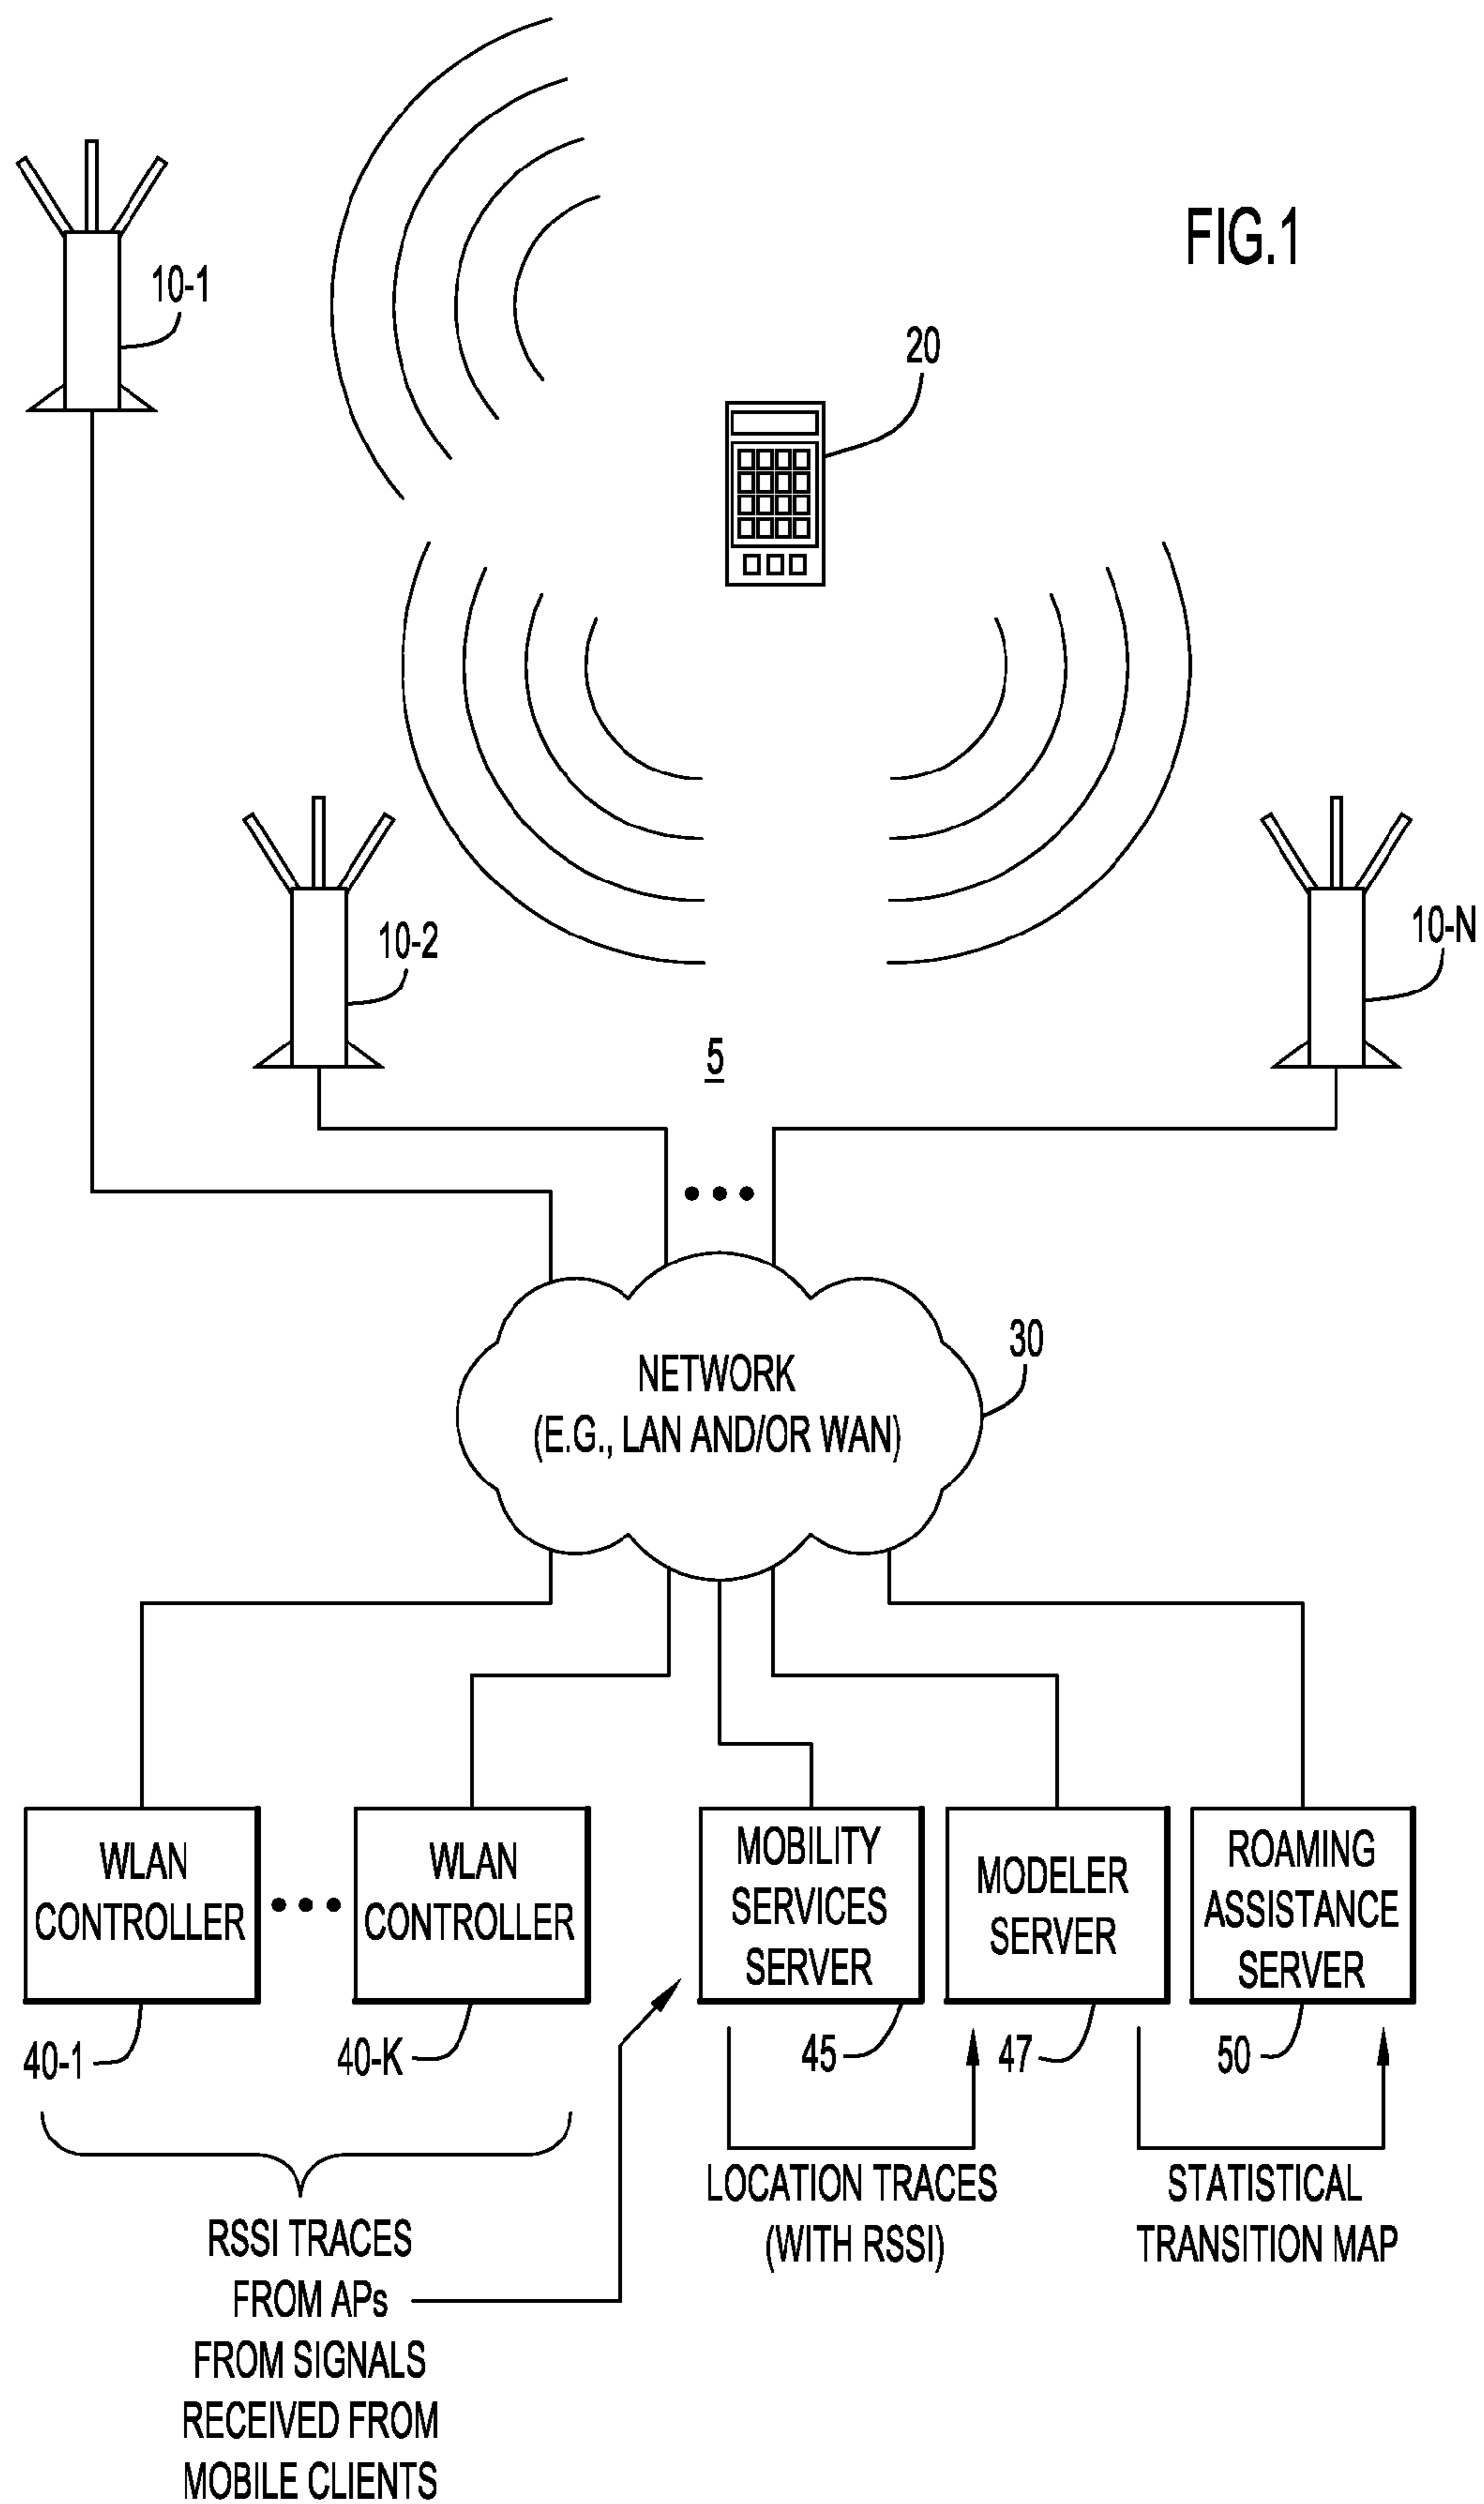 FIG.1
10-1
20
10-2
10-N
5
30
NETWORK
(E.G., LAN AND/OR WAN)
WLAN
CONTROLLER
WLAN
CONTROLLER
MOBILITY
SERVICES
SERVER
MODELER
SERVER
ROAMING
ASSISTANCE
SERVER
40-1
40-K
45
47
50
LOCATION TRACES
(WITH RSSI)
STATISTICAL
TRANSITION MAP
RSSI TRACES
FROM APs
FROM SIGNALS
RECEIVED FROM
MOBILE CLIENTS